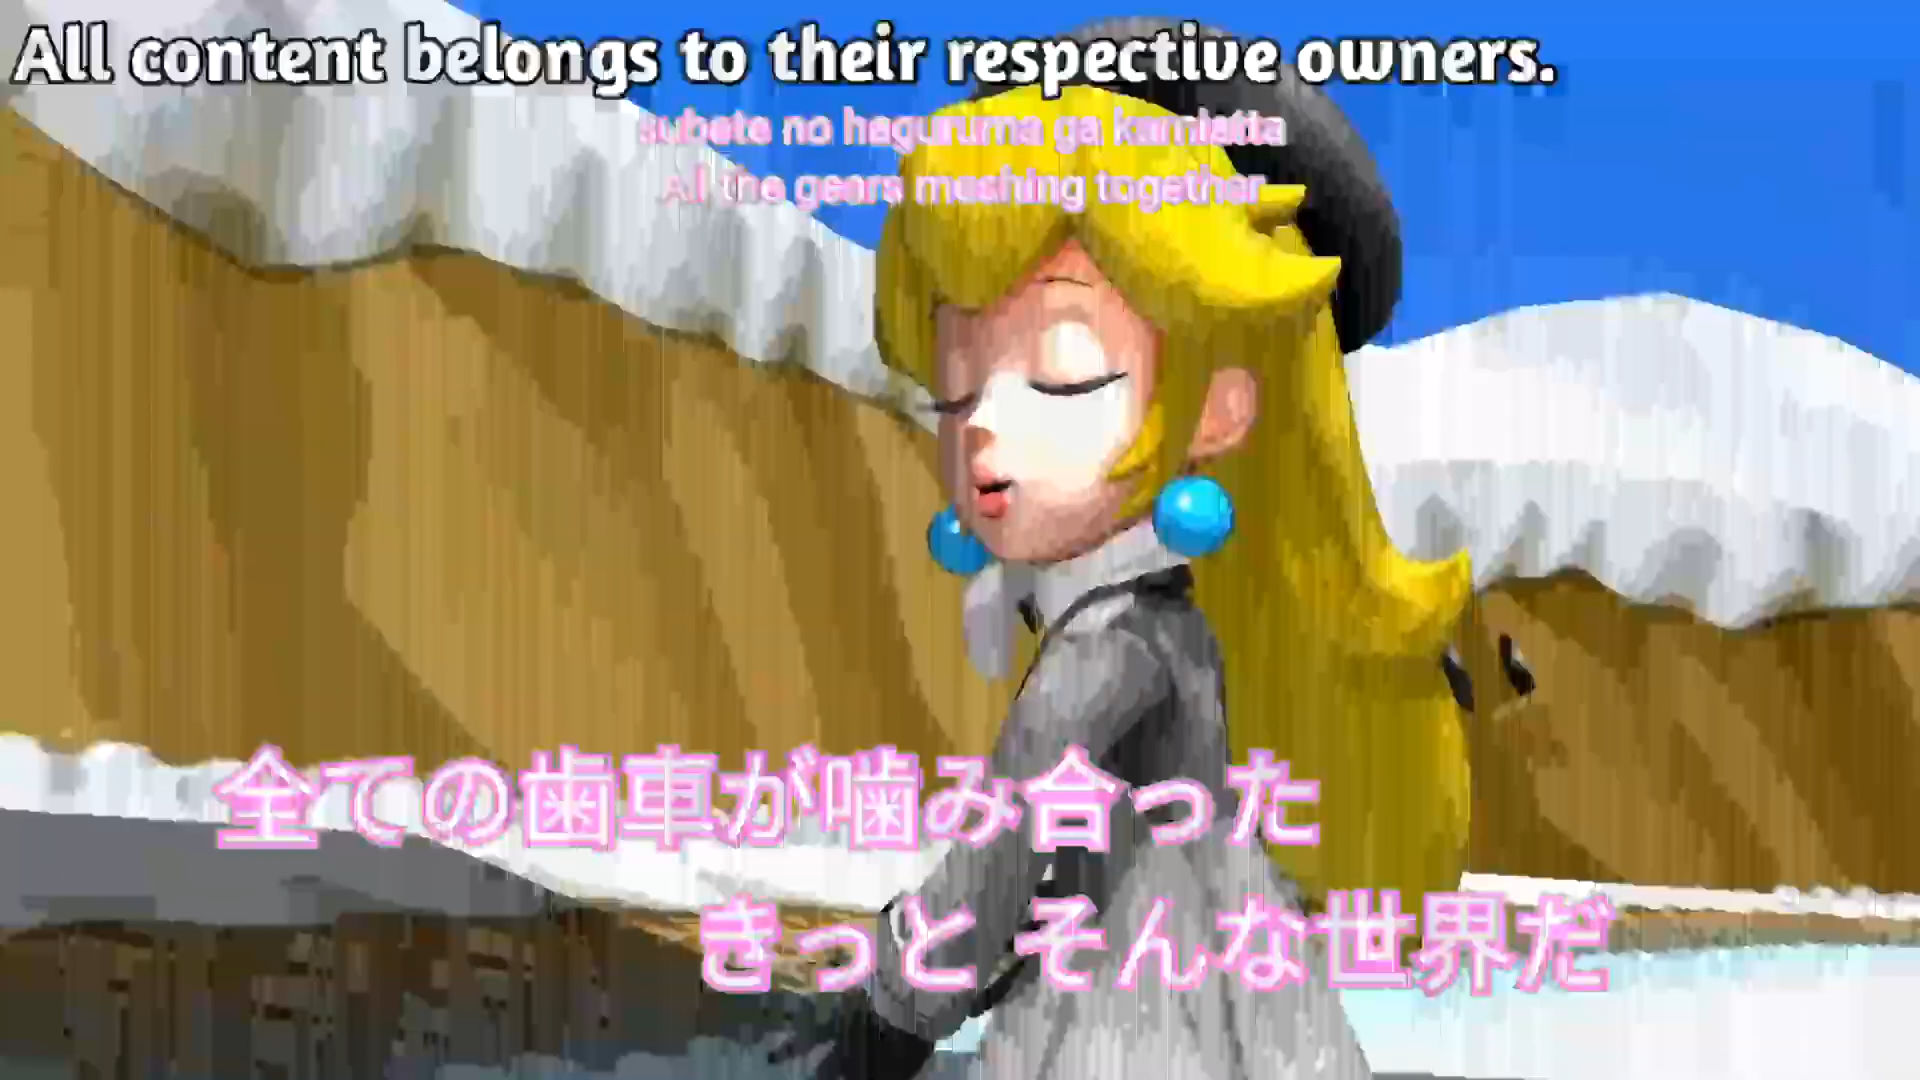 All content belongs to their respective owners.
subete no haguruma ga kamiatta
All the gears meshing together
全ての歯車が噛み合った
きっと そんな世界だ